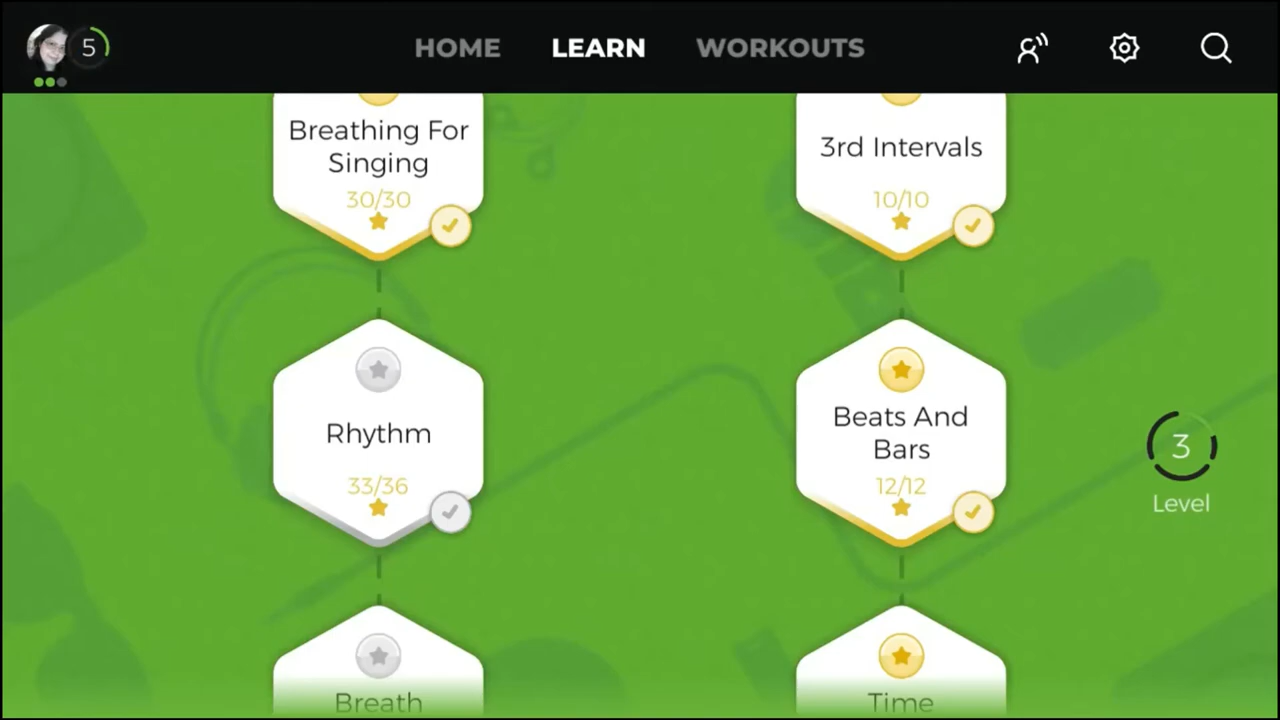 5
HOME
LEARN
WORKOUTS
Breathing For
Singing
30/30
3rd Intervals
10/10
Rhythm
33/36
Beats And
Bars
12/12
3
Level
Breath
Time